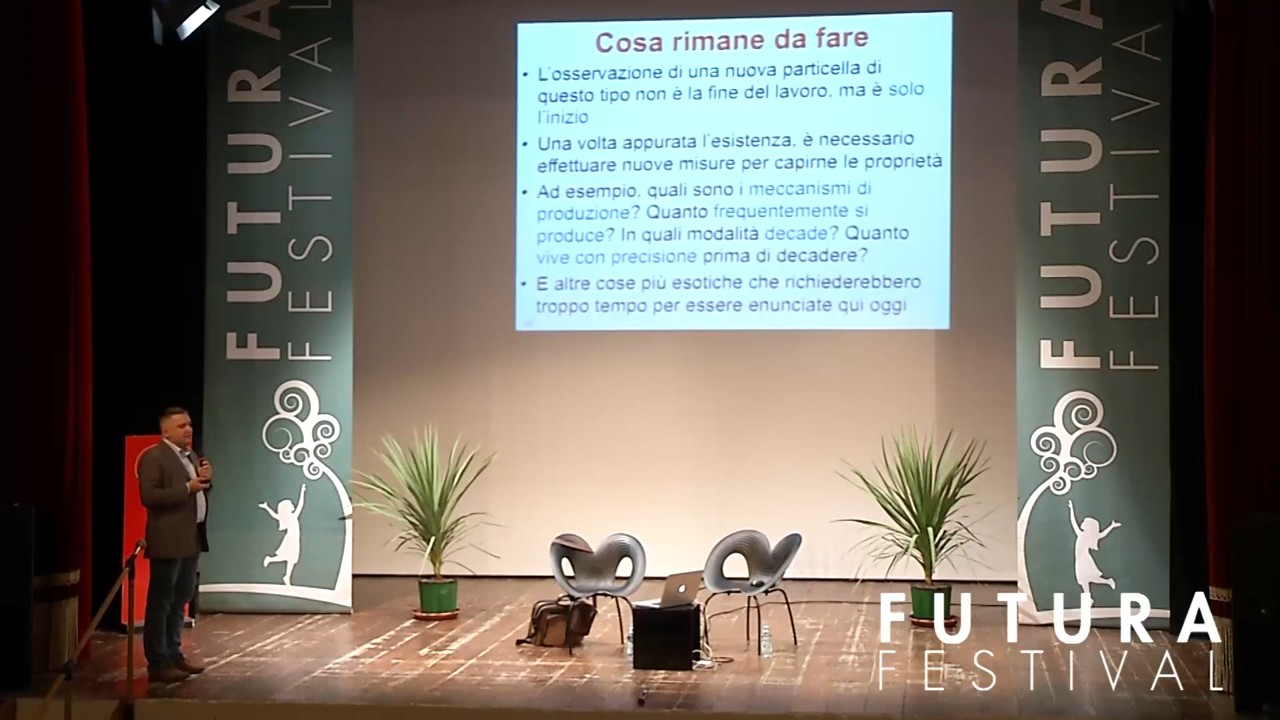 FUTURA
FESTIVAL
Cosa rimane da fare
• L'osservazione di una nuova particella di
questo tipo non è la fine del lavoro, ma è solo
l'inizio
• Una volta appurata l'esistenza, è necessario
effettuare nuove misure per capirne le proprietà
• Ad esempio, quali sono i meccanismi di
produzione? Quanto frequentemente si
produce? In quali modalità decade? Quanto
vive con precisione prima di decadere?
• E altre cose più esotiche che richiederebbero
troppo tempo per essere enunciate qui oggi
FUTURA
FESTIVAL
FUTURA
FESTIVAL